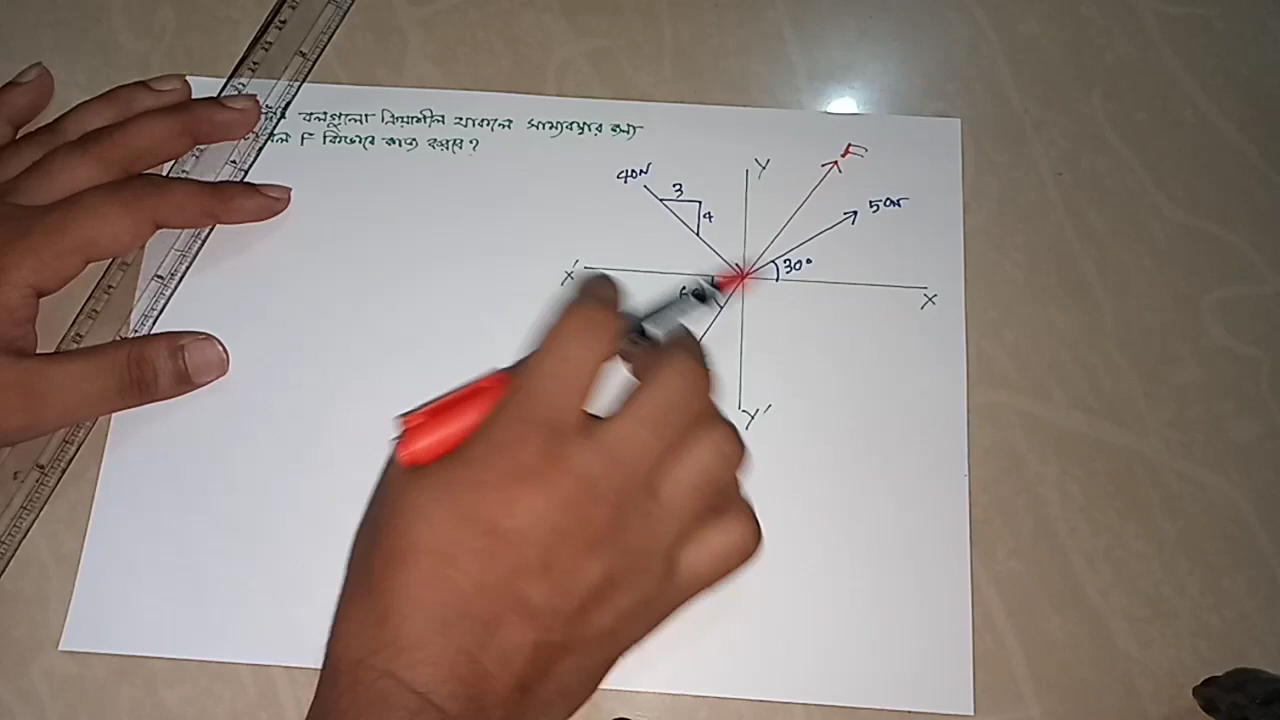 বলগুলো ক্রিয়াশীল থাকলে সাম্যবস্থার জন্য
F কিভাবে কাজ করবে?
40N
3
4
Y
F
50N
30°
X'
X
Y'